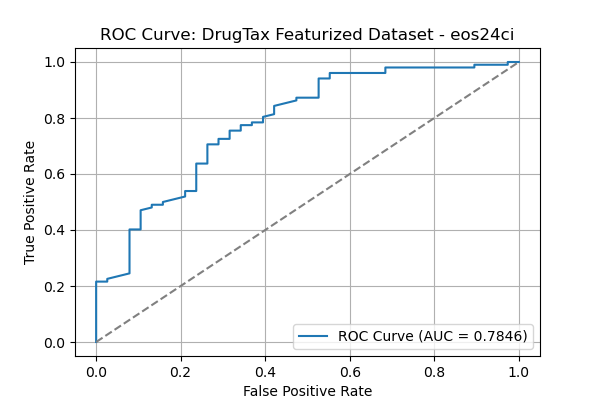 ROC Curve: DrugTax Featurized Dataset - eos24ci
1.0
0.8
0.6
0.4
0.2
0.0
True Positive Rate
ROC Curve (AUC = 0.7846)
0.0 0.2 0.4 0.6 0.8 1.0
False Positive Rate